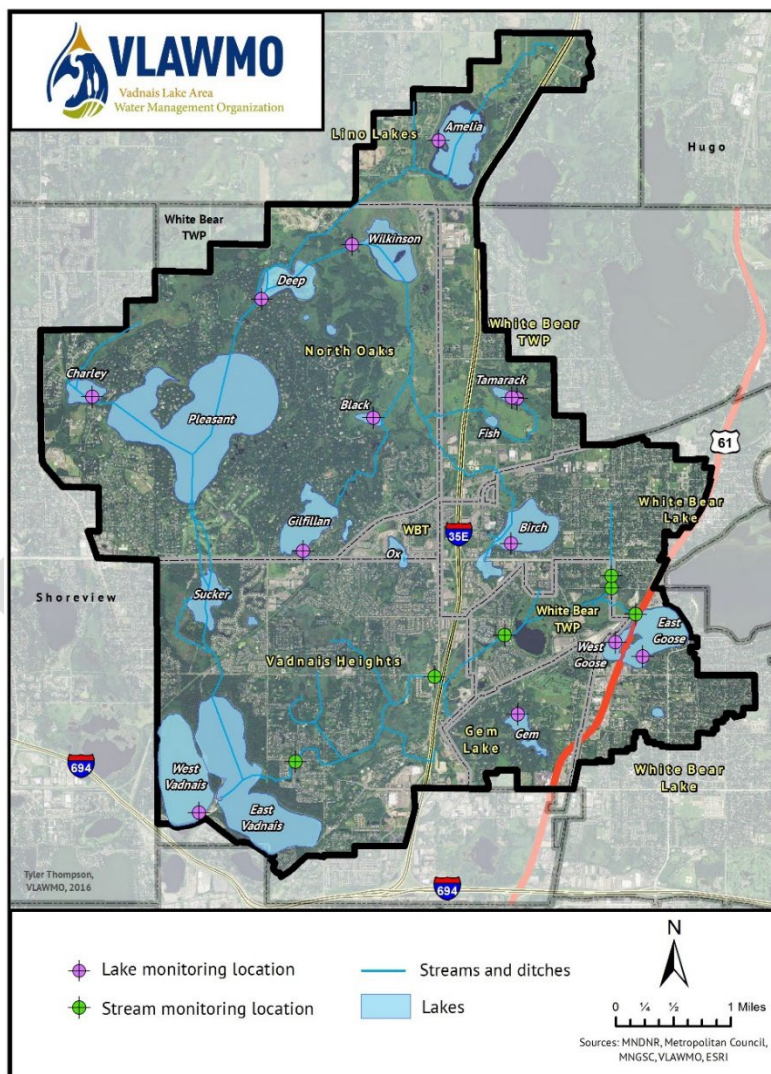 VLAWMO
Vadnais Lake Area
Water Management Organization
Amelia
Lino Lakes
Hugo
White Bear
TWP
Wilkinson
Deep
White Bear
TWP
North Oaks
Charley
Tamarack
Pleasant
Black
Fish
61
White Bear
Lake
Gilfillan
Birch
WBT
35E
Ox
Shoreview
Sucker
White Bear
TWP
East
Goose
West
Goose
Vadnais Heights
Gem
Lake
Gem
694
West
Vadnais
East
Vadnais
White Bear
Lake
Tyler Thompson,
VLAWMO, 2016
694
Lake monitoring location
Stream monitoring location
Streams and ditches
Lakes
N
0 ¼ ½ 1 Miles
Sources: MNDNR, Metropolitan Council,
MNGSC, VLAWMO, ESRI